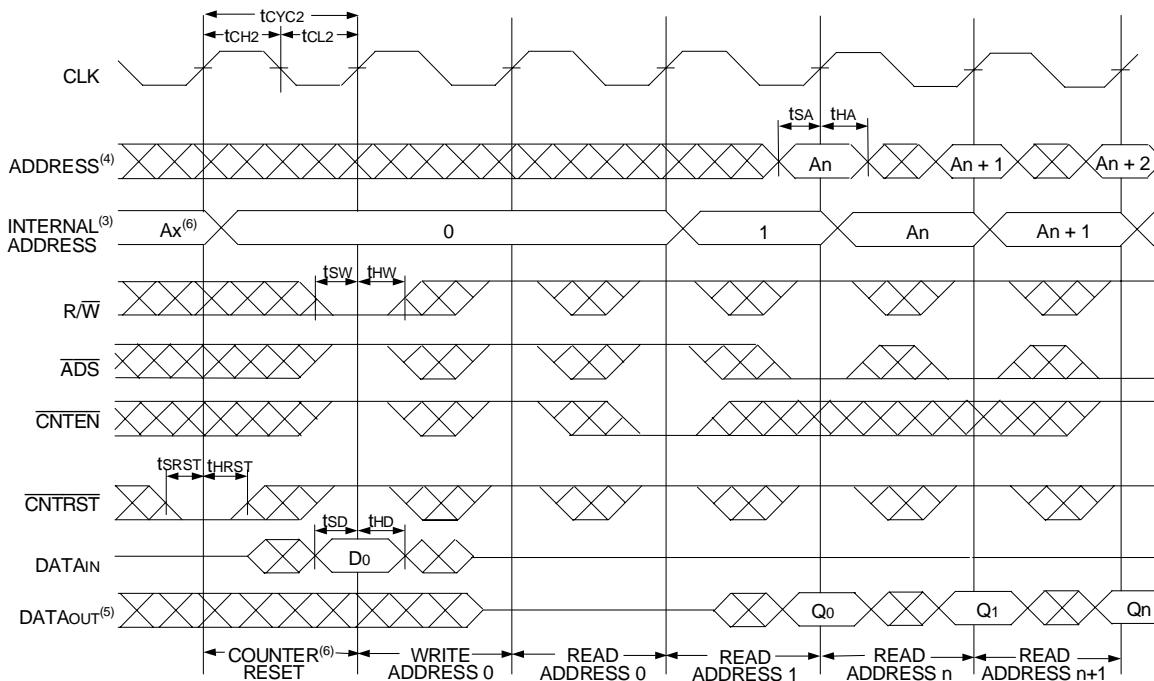 tCYC2
tCH2 tCL2
CLK
tSA tHA
ADDRESS(4) An An + 1 An + 2
INTERNAL(3)
ADDRESS Ax(6) 0 1 An An + 1
tSW tHW
R/W
ADS
CNTEN
tSRST tHRST
CNTRST
tSD tHD
DATAIN D0
DATAOUT(5) Q0 Q1 Qn
COUNTER(6)
RESET
WRITE
ADDRESS 0
READ
ADDRESS 0
READ
ADDRESS 1
READ
ADDRESS n
READ
ADDRESS n+1